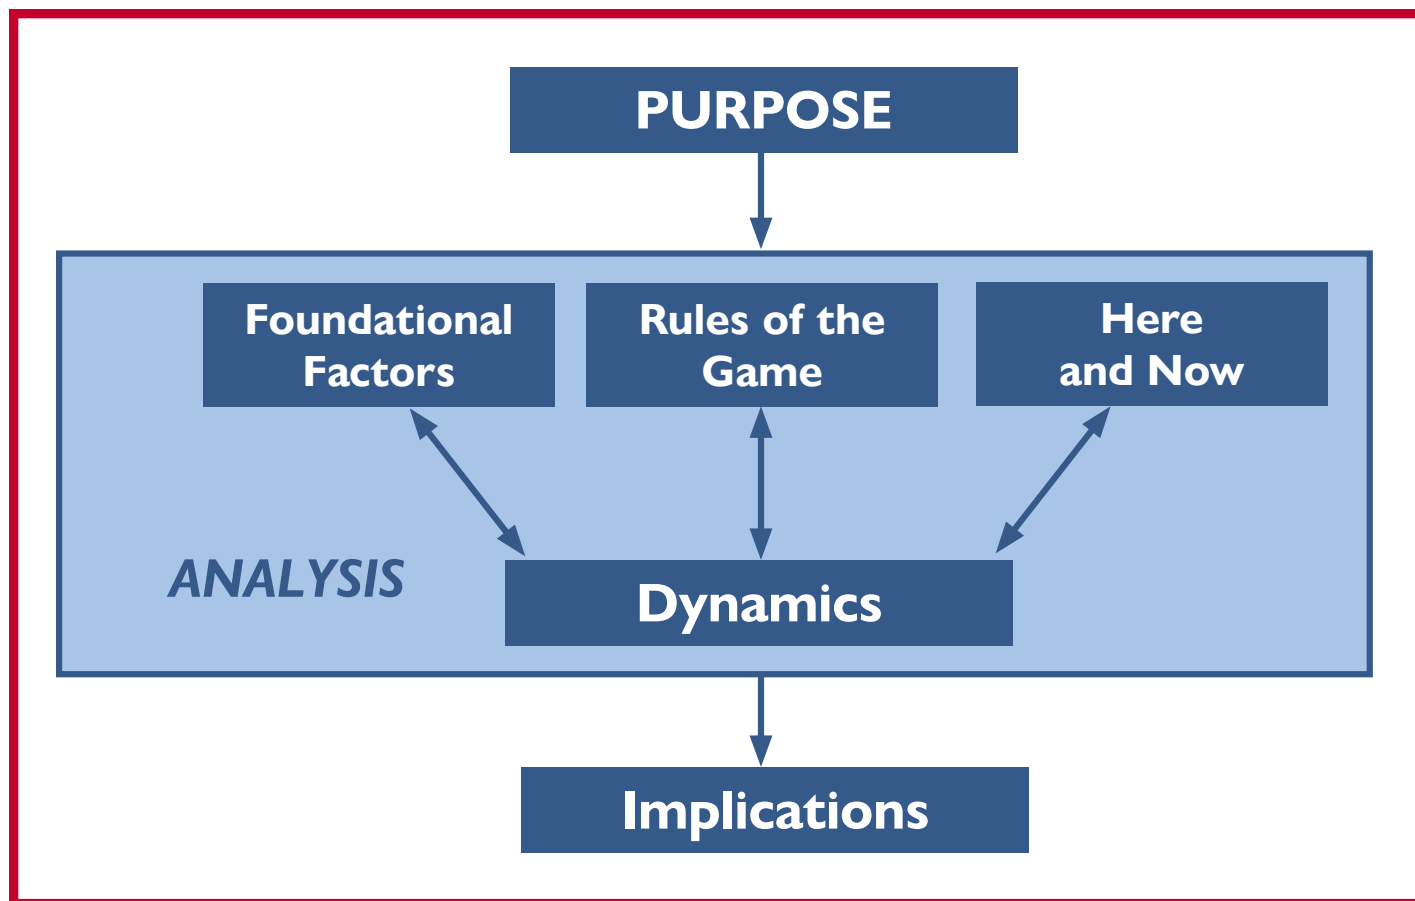 PURPOSE
Foundational
Factors
Rules of the
Game
Here
and Now
ANALYSIS
Dynamics
Implications